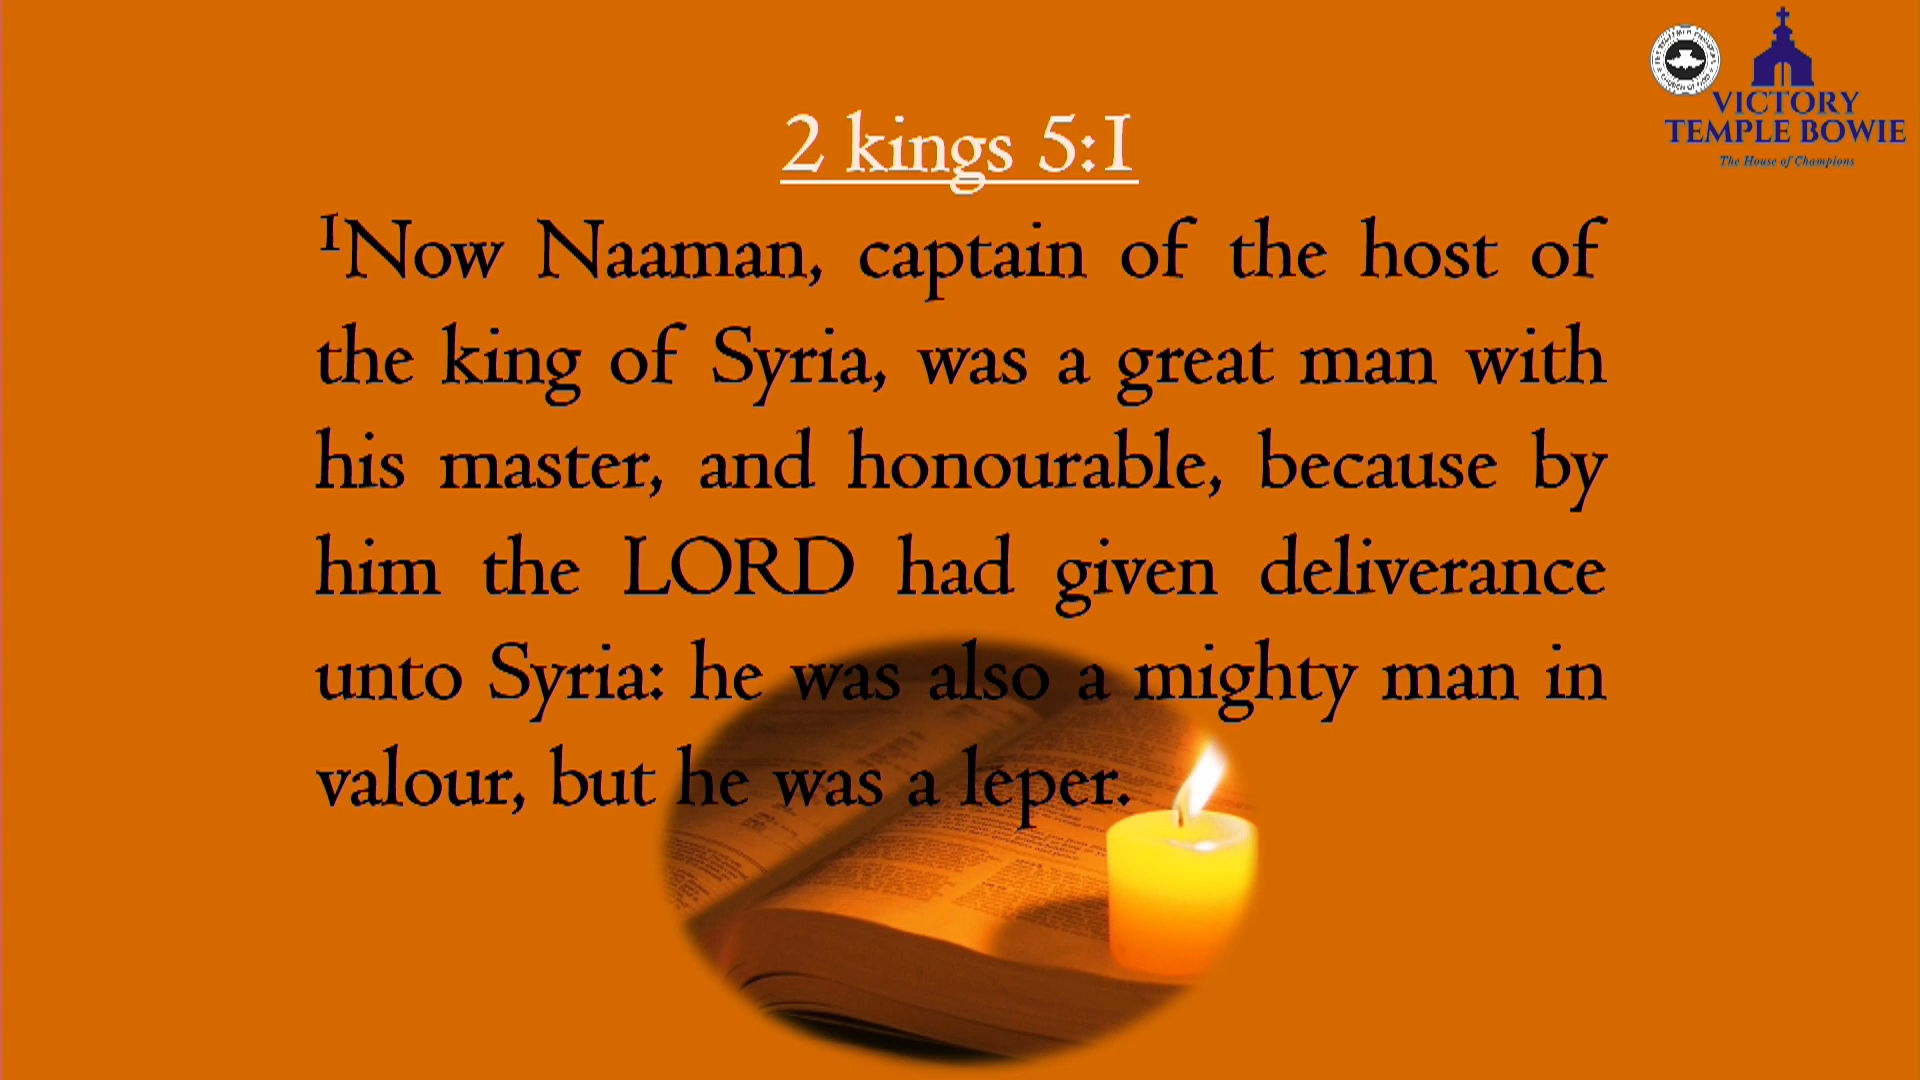 VICTORY
TEMPLE BOWIE
The House of Champions
2 kings 5:1
1Now Naaman, captain of the host of
the king of Syria, was a great man with
his master, and honourable, because by
him the LORD had given deliverance
unto Syria: he was also a mighty man in
valour, but he was a leper.